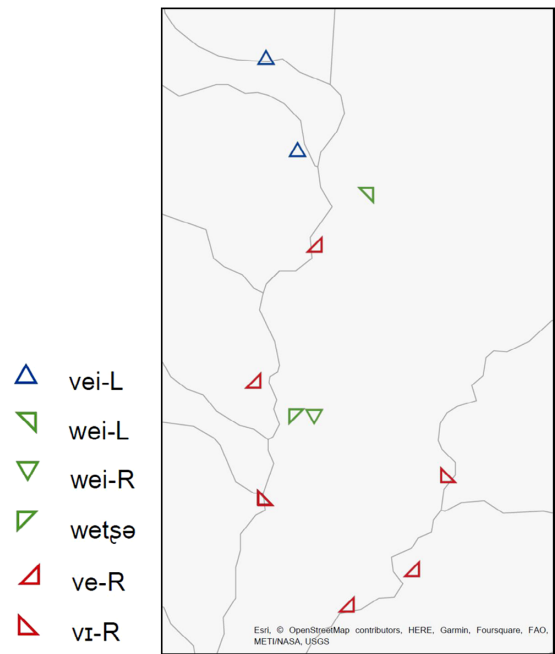 vei-L
wei-L
wei-R
wetʂə
ve-R
vɪ-R
Esri, © OpenStreetMap contributors, HERE, Garmin, Foursquare, FAO,
METI/NASA, USGS